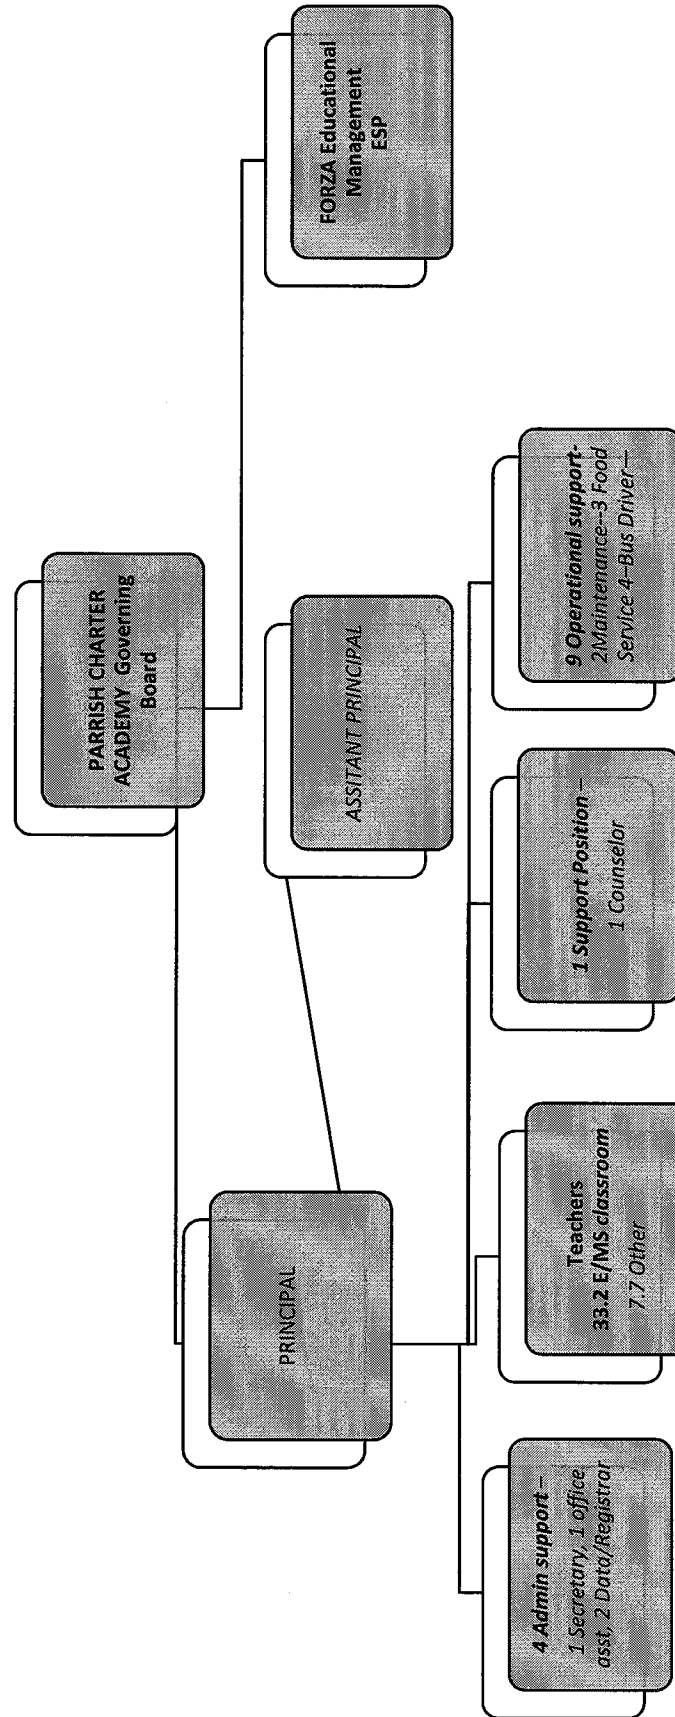 PARRISH CHARTER
ACADEMY Governing
Board
FORZA Educational
Management
ESP
PRINCIPAL
ASSITANT PRINCIPAL
4 Admin support –
1 Secretary, 1 office
asst, 2 Data/Registrar
Teachers
33.2 E/MS classroom
7.7 Other
1 Support Position –
1 Counselor
9 Operational support-
2Maintenance--3 Food
Service 4–Bus Driver—